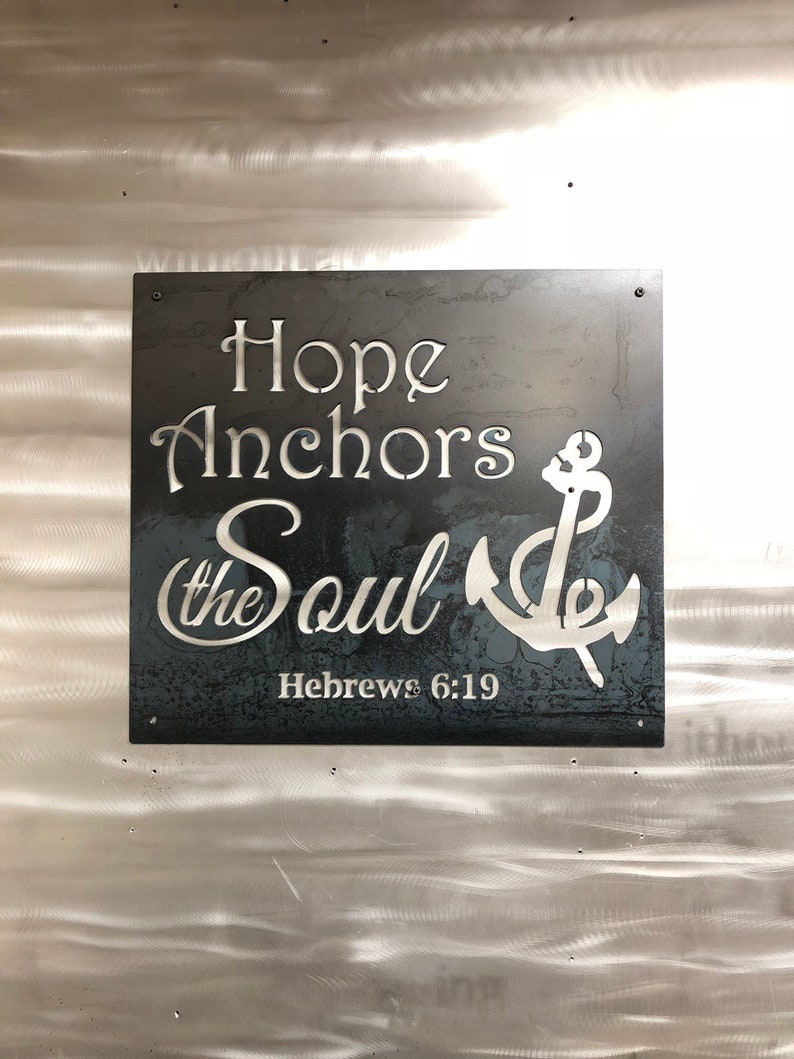 Hope
Anchors
the Soul
Hebrews 6:19